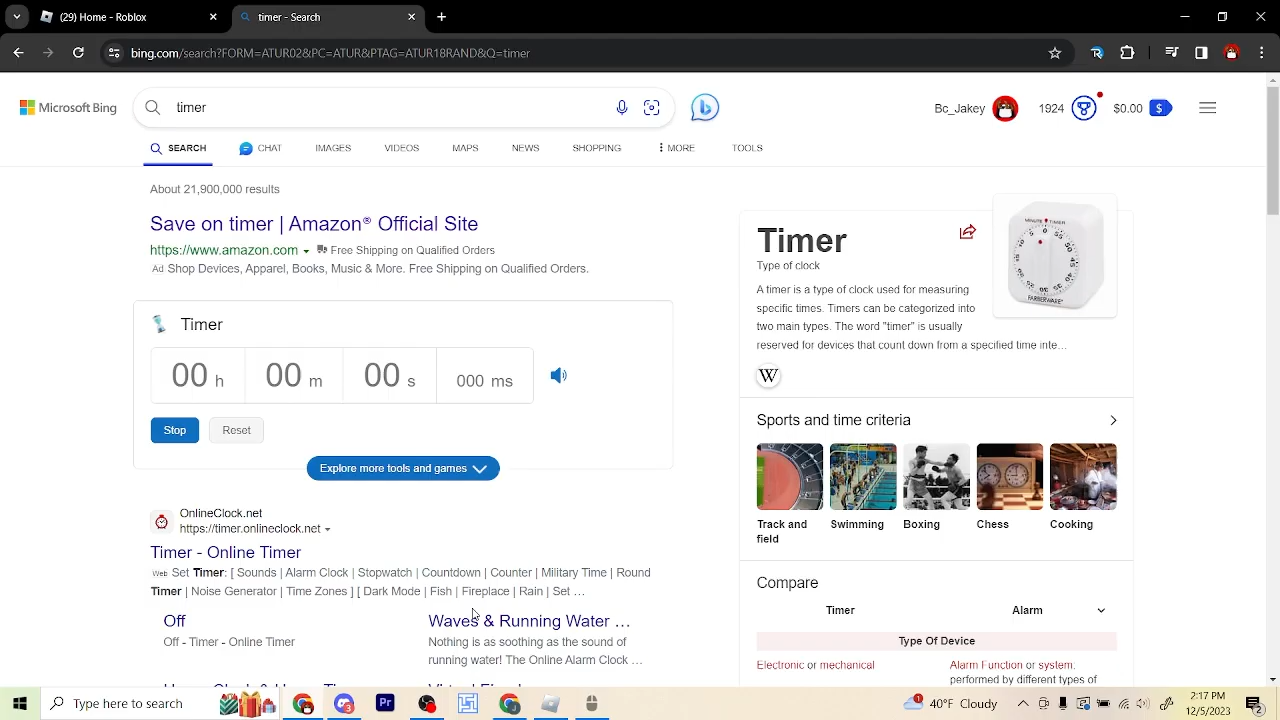 (29) Home - Roblox
timer - Search
bing.com/search?FORM=ATUR02&PC=ATUR&PTAG=ATUR18RAND&Q=timer
Microsoft Bing
timer
Bc_Jakey
1924
$0.00
$
SEARCH
CHAT
IMAGES
VIDEOS
MAPS
NEWS
SHOPPING
MORE
TOOLS
About 21,900,000 results
Save on timer | Amazon® Official Site
https://www.amazon.com Free Shipping on Qualified Orders
Ad Shop Devices, Apparel, Books, Music & More. Free Shipping on Qualified Orders.
Timer
00 h 00 m 00 s 000 ms
Stop Reset
Explore more tools and games
OnlineClock.net
https://timer.onlineclock.net
Timer - Online Timer
Web Set Timer: [ Sounds | Alarm Clock | Stopwatch | Countdown | Counter | Military Time | Round
Timer | Noise Generator | Time Zones ] [ Dark Mode | Fish | Fireplace | Rain | Set ...
Off
Off - Timer - Online Timer
Waves & Running Water ...
Nothing is as soothing as the sound of
running water! The Online Alarm Clock ...
Timer
Type of clock
A timer is a type of clock used for measuring
specific times. Timers can be categorized into
two main types. The word "timer" is usually
reserved for devices that count down from a specified time inte...
MINUTE TIMER
FARBERWARE
W
Sports and time criteria
Track and
field
Swimming
Boxing
Chess
Cooking
Compare
Timer Alarm
Type Of Device
Electronic or mechanical
Alarm Function or system:
performed by different types of
Type here to search
Pr
40°F Cloudy
2:17 PM
12/5/2023